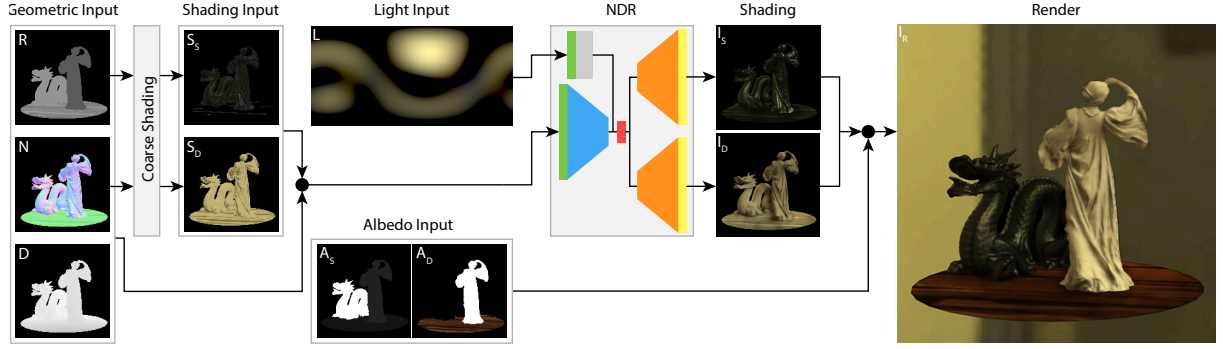 Geometric Input
Shading Input
Light Input
NDR
Shading
Render
R
S_S
L
I_S
I_R
Coarse Shading
N
S_D
I_D
D
Albedo Input
A_S
A_D